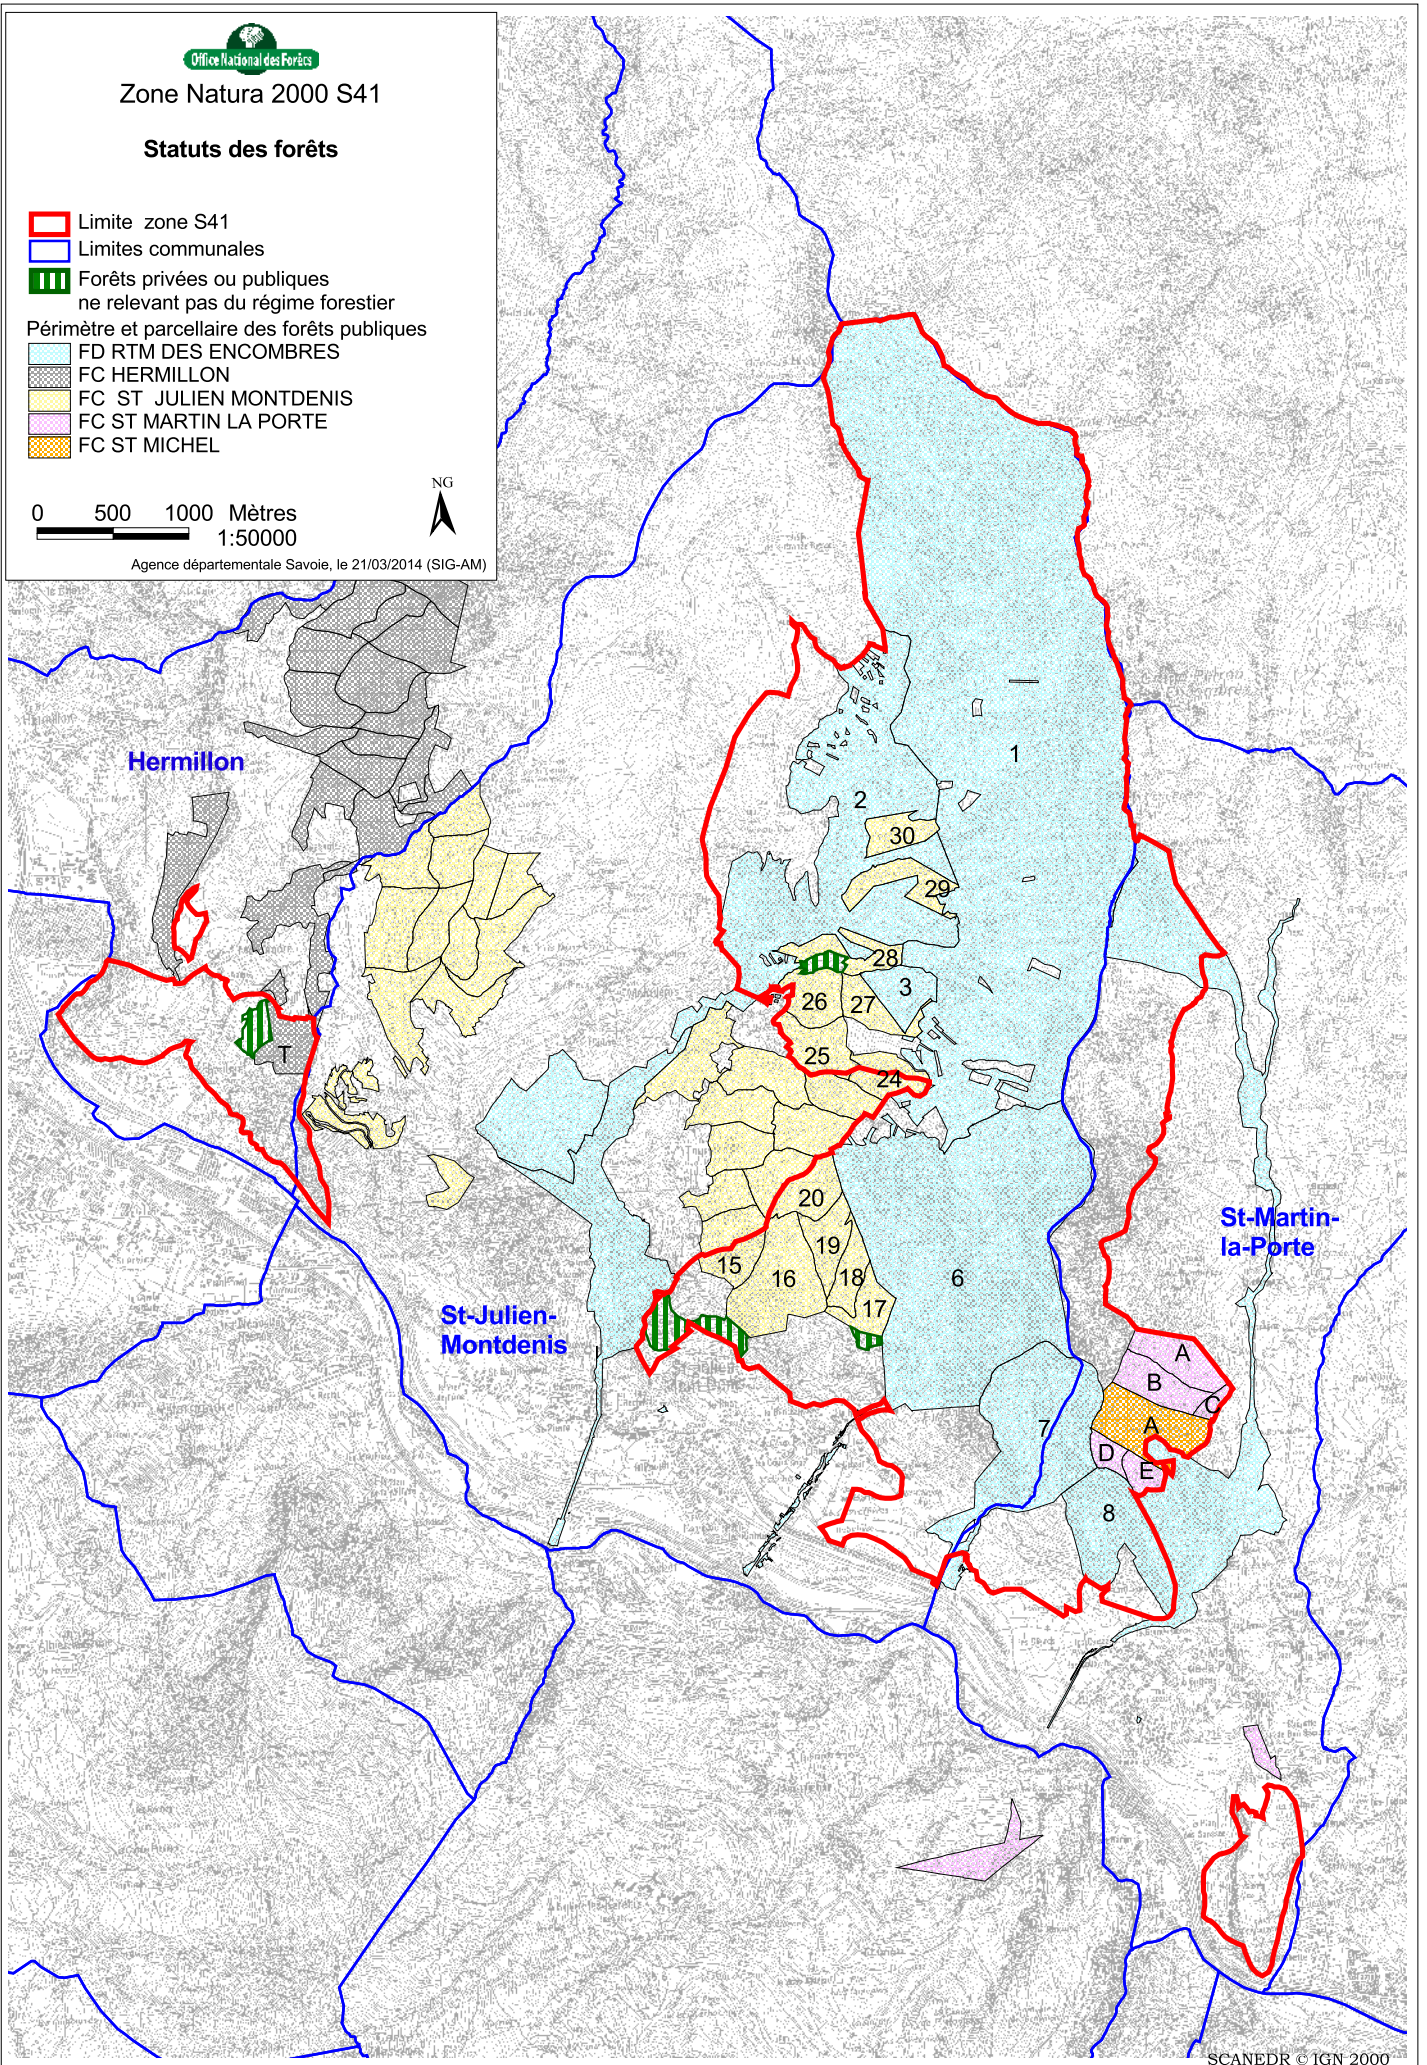 Office National des Forêts
Zone Natura 2000 S41
Statuts des forêts
Limite zone S41
Limites communales
Forêts privées ou publiques
ne relevant pas du régime forestier
Périmètre et parcellaire des forêts publiques
FD RTM DES ENCOMBRES
FC HERMILLON
FC ST JULIEN MONTDENIS
FC ST MARTIN LA PORTE
FC ST MICHEL
NG
0 500 1000 Mètres
1:50000
Agence départementale Savoie, le 21/03/2014 (SIG-AM)
1
Hermillon
2
30
29
28
3
26
27
25
T
24
20
St-Martin-
la-Porte
19
15
16
18
6
17
St-Julien-
Montdenis
A
B
C
A
7
D
E
8
SCANEDR © IGN 2000